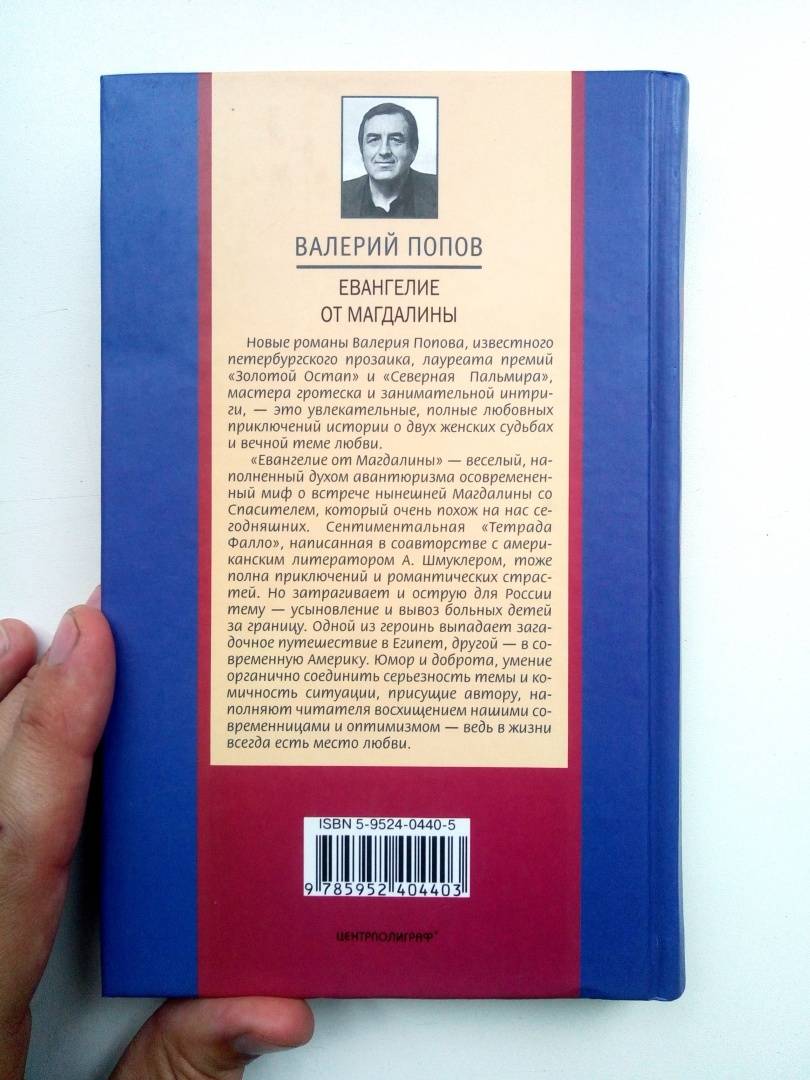 ВАЛЕРИЙ ПОПОВ
ЕВАНГЕЛИЕ
ОТ МАГДАЛИНЫ
Новые романы Валерия Попова, известного
петербургского прозаика, лауреата премий
«Золотой Остап» и «Северная Пальмира»,
мастера гротеска и занимательной интри-
ги, — это увлекательные, полные любовных
приключений истории о двух женских судьбах
и вечной теме любви.
«Евангелие от Магдалины» — веселый, на-
полненный духом авантюризма осовременен-
ный миф о встрече нынешней Магдалины со
Спасителем, который очень похож на нас се-
годняшних. Сентиментальная «Тетрада
Фалло», написанная в соавторстве с амери-
канским литератором А. Шмуклером, тоже
полна приключений и романтических страс-
тей. Но затрагивает и острую для России
тему — усыновление и вывоз больных детей
за границу. Одной из героинь выпадает зага-
дочное путешествие в Египет, другой — в со-
временную Америку. Юмор и доброта, умение
органично соединить серьезность темы и ко-
мичность ситуации, присущие автору, на-
полняют читателя восхищением нашими со-
временницами и оптимизмом — ведь в жизни
всегда есть место любви.
ISBN 5-9524-0440-5
9 785952 404403
ЦЕНТРПОЛИГРАФ